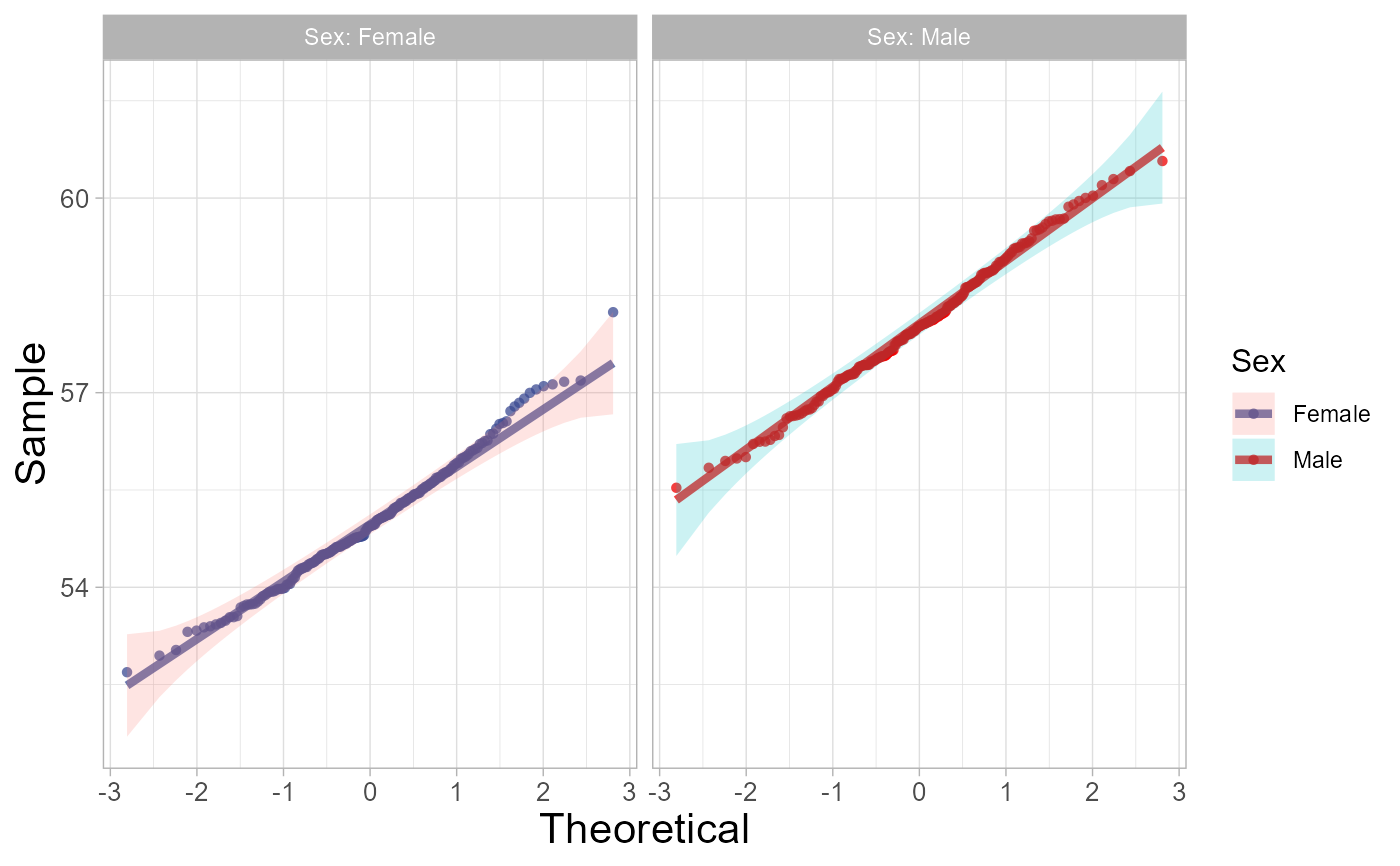 Sex: Female
Sex: Male
Sample
60
57
54
-3 -2 -1 0 1 2 3
-3 -2 -1 0 1 2 3
Theoretical
Sex
Female
Male